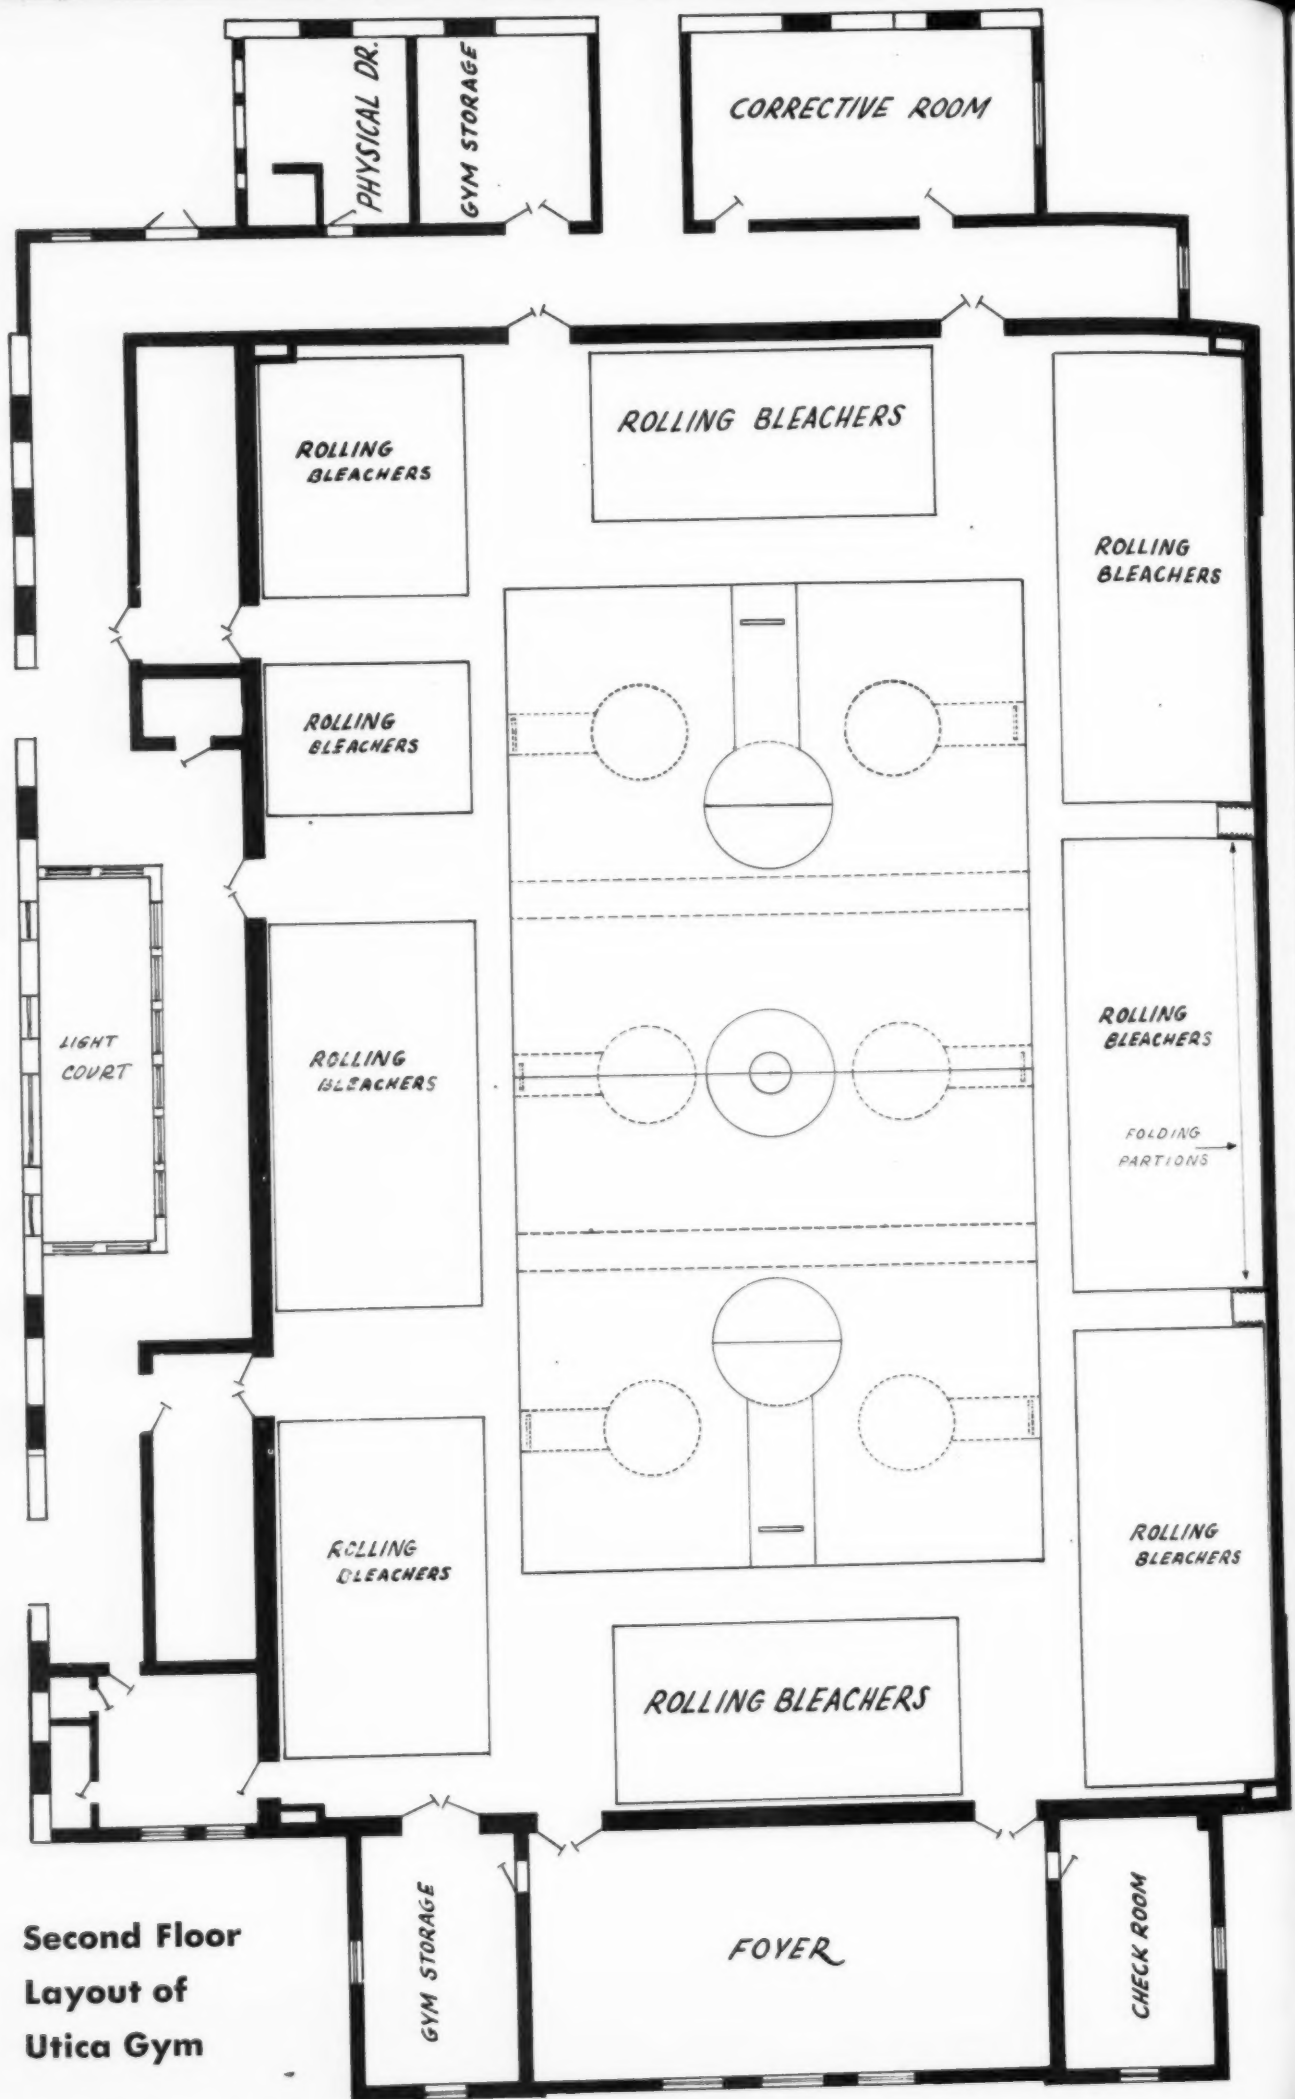 PHYSICAL DR.
GYM STORAGE
CORRECTIVE ROOM
ROLLING
BLEACHERS
ROLLING BLEACHERS
ROLLING
BLEACHERS
ROLLING
BLEACHERS
LIGHT
COURT
ROLLING
BLEACHERS
ROLLING
BLEACHERS
FOLDING
PARTIONS
ROLLING
BLEACHERS
ROLLING
BLEACHERS
ROLLING BLEACHERS
GYM STORAGE
FOYER
CHECK ROOM
Second Floor
Layout of
Utica Gym